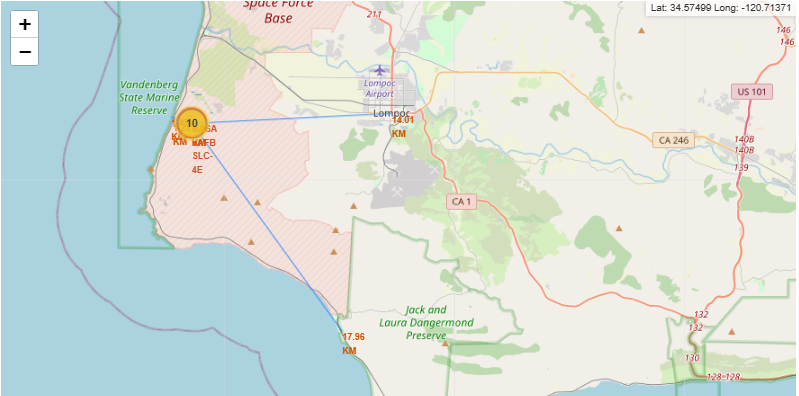 Space Force
Base
211
Lat: 34.57499 Long: -120.71371
+
−
146
146
Vandenberg
State Marine
Reserve
Lompoc
Airport
US 101
10
Lompoc
14.01
KM
KM
SLC-
4E
CA 246
140B
140B
139
CA 1
Jack and
Laura Dangermond
Preserve
17.96
KM
132
132
130
128-128